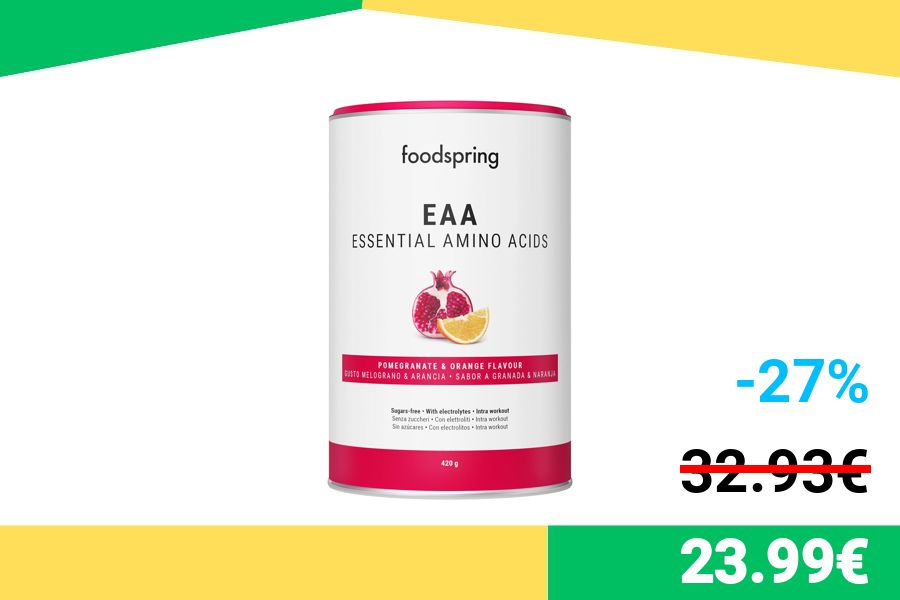 foodspring
EAA
ESSENTIAL AMINO ACIDS
POMEGRANATE & ORANGE FLAVOUR
GUSTO MELOGRANO & ARANCIA • SABOR A GRANADA & NARANJA
Sugars-free • With electrolytes • Intra workout
Senza zuccheri • Con elettroliti • Intra workout
Sin azúcares • Con electrolitos • Intra workout
420 g
-27%
32.93€
23.99€